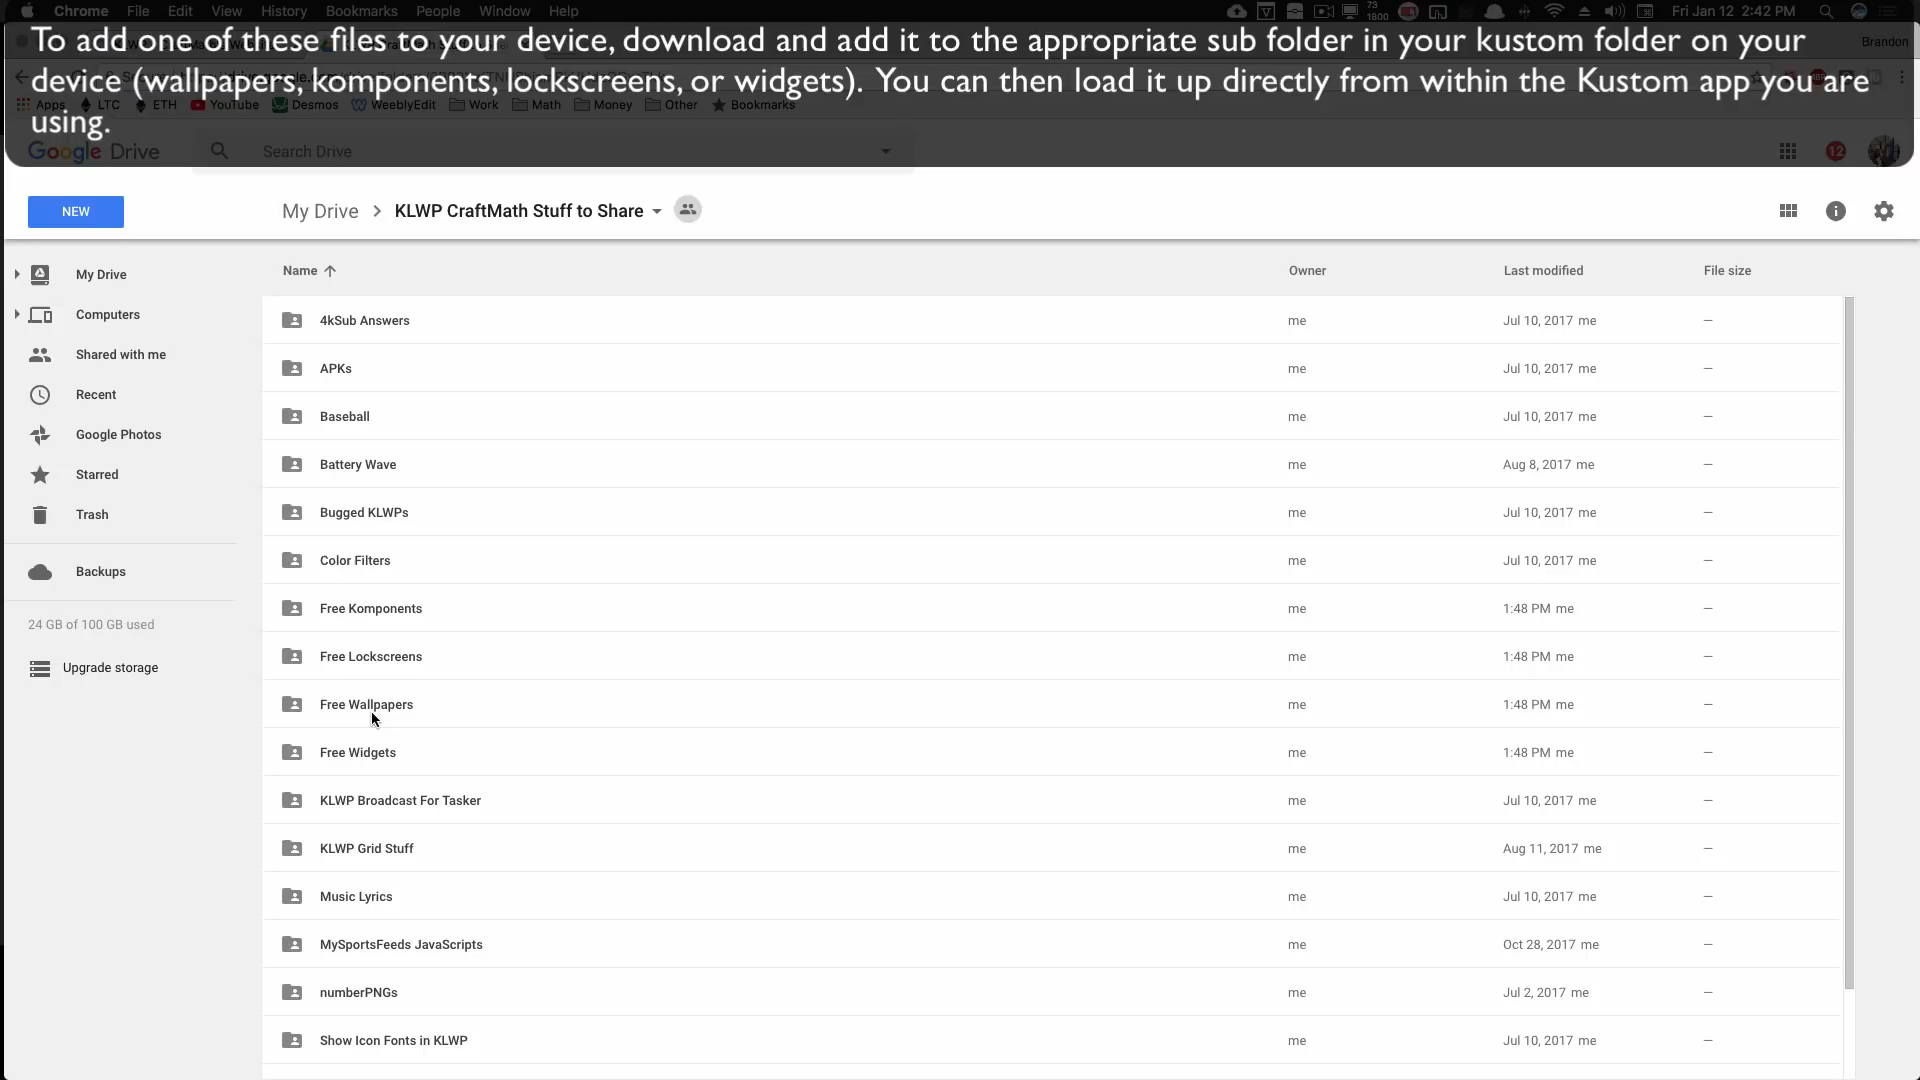 Chrome File Edit View History Bookmarks People Window Help 73 1800 Fri Jan 12 2:42 PM
To add one of these files to your device, download and add it to the appropriate sub folder in your kustom folder on your
Brandon
device (wallpapers, komponents, lockscreens, or widgets). You can then load it up directly from within the Kustom app you are
Apps LTC ETH YouTube Desmos WeeblyEdit Work Math Money Other Bookmarks
using.
Google Drive Search Drive 12
NEW My Drive > KLWP CraftMath Stuff to Share
Name Owner Last modified File size
My Drive
Computers
Shared with me
Recent
Google Photos
Starred
Trash
Backups
24 GB of 100 GB used
Upgrade storage
4kSub Answers me Jul 10, 2017 me –
APKs me Jul 10, 2017 me –
Baseball me Jul 10, 2017 me –
Battery Wave me Aug 8, 2017 me –
Bugged KLWPs me Jul 10, 2017 me –
Color Filters me Jul 10, 2017 me –
Free Komponents me 1:48 PM me –
Free Lockscreens me 1:48 PM me –
Free Wallpapers me 1:48 PM me –
Free Widgets me 1:48 PM me –
KLWP Broadcast For Tasker me Jul 10, 2017 me –
KLWP Grid Stuff me Aug 11, 2017 me –
Music Lyrics me Jul 10, 2017 me –
MySportsFeeds JavaScripts me Oct 28, 2017 me –
numberPNGs me Jul 2, 2017 me –
Show Icon Fonts in KLWP me Jul 10, 2017 me –